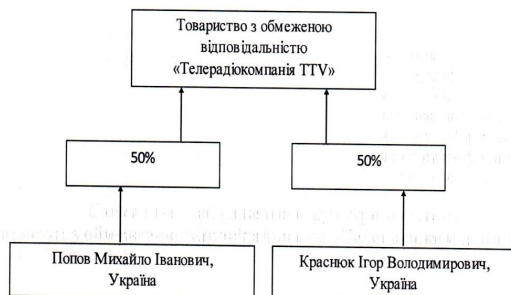 Товариство з обмеженою
відповідальністю
«Телерадіокомпанія TTV»
50%
50%
Попов Михайло Іванович,
Україна
Краснюк Ігор Володимирович,
Україна